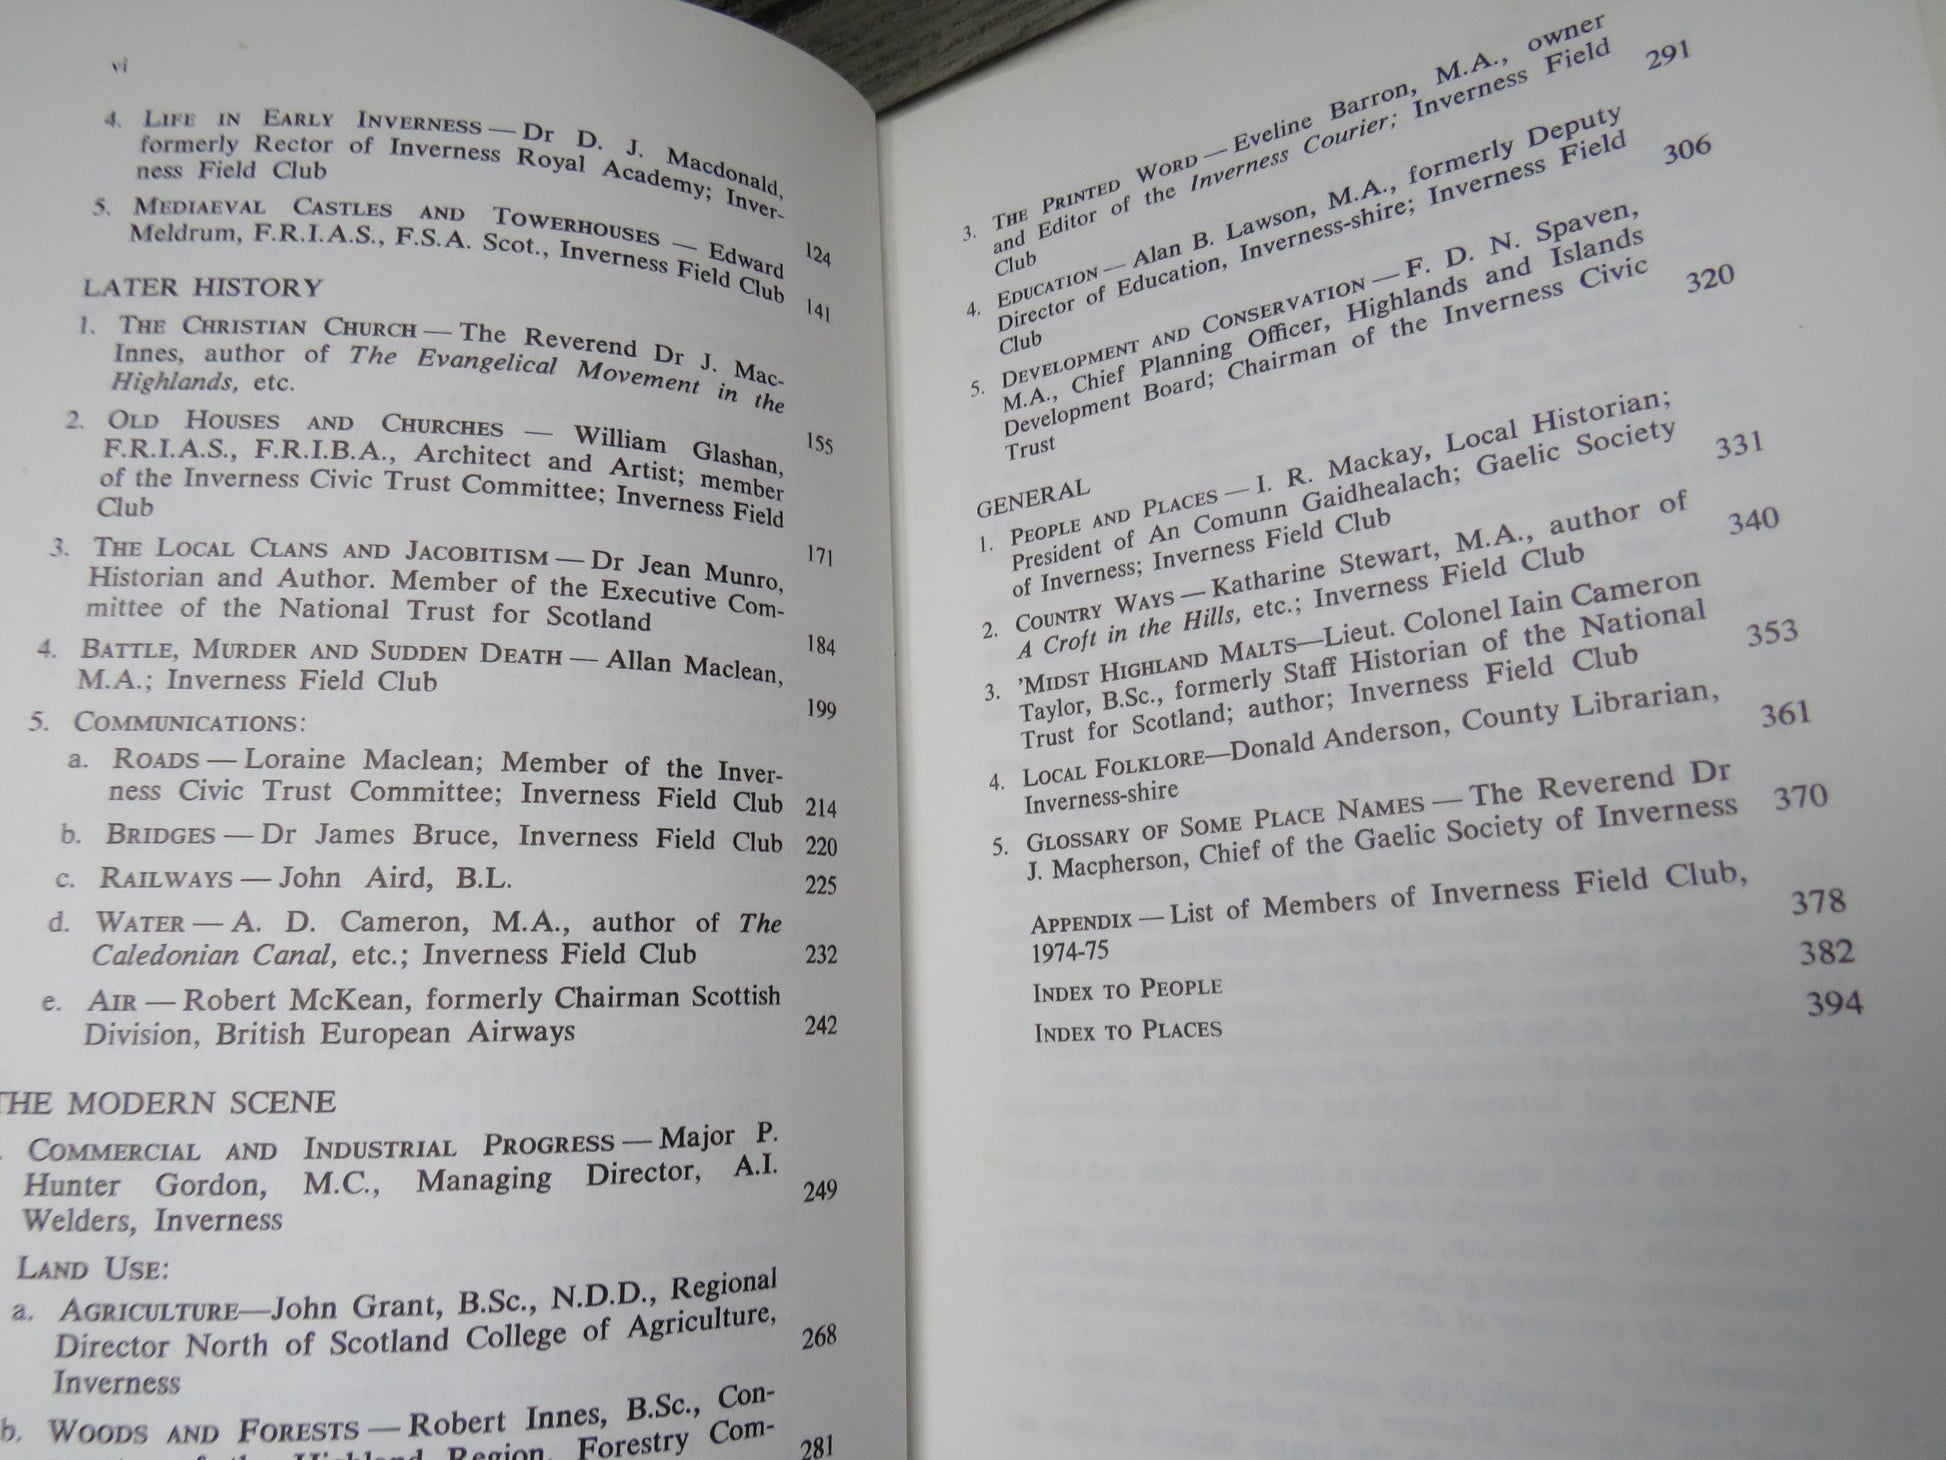 vi
4. LIFE IN EARLY INVERNESS — Dr D. J. Macdonald,
formerly Rector of Inverness Royal Academy; Inver-
ness Field Club 124
5. MEDIAEVAL CASTLES AND TOWERHOUSES — Edward
Meldrum, F.R.I.A.S., F.S.A. Scot., Inverness Field Club 141
LATER HISTORY
1. THE CHRISTIAN CHURCH — The Reverend Dr J. Mac-
Innes, author of The Evangelical Movement in the
Highlands, etc. 155
2. OLD HOUSES AND CHURCHES — William Glashan,
F.R.I.A.S., F.R.I.B.A., Architect and Artist; member
of the Inverness Civic Trust Committee; Inverness Field
Club 171
3. THE LOCAL CLANS AND JACOBITISM — Dr Jean Munro,
Historian and Author. Member of the Executive Com-
mittee of the National Trust for Scotland 184
4. BATTLE, MURDER AND SUDDEN DEATH — Allan Maclean,
M.A.; Inverness Field Club 199
5. COMMUNICATIONS:
a. ROADS — Loraine Maclean; Member of the Inver-
ness Civic Trust Committee; Inverness Field Club 214
b. BRIDGES — Dr James Bruce, Inverness Field Club 220
c. RAILWAYS — John Aird, B.L. 225
d. WATER — A. D. Cameron, M.A., author of The
Caledonian Canal, etc.; Inverness Field Club 232
e. AIR — Robert McKean, formerly Chairman Scottish
Division, British European Airways 242
THE MODERN SCENE
COMMERCIAL AND INDUSTRIAL PROGRESS — Major P.
Hunter Gordon, M.C., Managing Director, A.I.
Welders, Inverness 249
LAND USE:
a. AGRICULTURE—John Grant, B.Sc., N.D.D., Regional
Director North of Scotland College of Agriculture,
Inverness 268
b. WOODS AND FORESTS — Robert Innes, B.Sc., Con-
Highland Region, Forestry Com-
281
3. THE PRINTED WORD — Eveline Barron, M.A., owner
and Editor of the Inverness Courier; Inverness Field
Club 291
4. EDUCATION — Alan B. Lawson, M.A., formerly Deputy
Director of Education, Inverness-shire; Inverness Field
Club 306
5. DEVELOPMENT AND CONSERVATION — F. D. N. Spaven,
M.A., Chief Planning Officer, Highlands and Islands
Development Board; Chairman of the Inverness Civic
Trust 320
GENERAL
1. PEOPLE AND PLACES — I. R. Mackay, Local Historian;
President of An Comunn Gaidhealach; Gaelic Society
of Inverness; Inverness Field Club 331
2. COUNTRY WAYS — Katharine Stewart, M.A., author of
A Croft in the Hills, etc.; Inverness Field Club 340
3. 'MIDST HIGHLAND MALTS—Lieut. Colonel Iain Cameron
Taylor, B.Sc., formerly Staff Historian of the National
Trust for Scotland; author; Inverness Field Club 353
4. LOCAL FOLKLORE—Donald Anderson, County Librarian,
Inverness-shire 361
5. GLOSSARY OF SOME PLACE NAMES — The Reverend Dr
J. Macpherson, Chief of the Gaelic Society of Inverness 370
APPENDIX — List of Members of Inverness Field Club,
1974-75 378
INDEX TO PEOPLE 382
INDEX TO PLACES 394